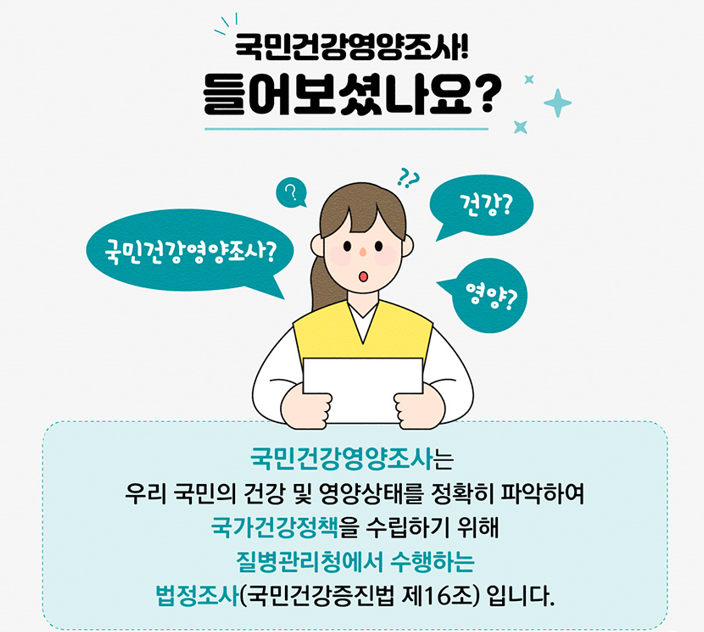 국민건강영양조사!
들어보셨나요?
?
??
건강?
국민건강영양조사?
영양?
국민건강영양조사는
우리 국민의 건강 및 영양상태를 정확히 파악하여
국가건강정책을 수립하기 위해
질병관리청에서 수행하는
법정조사(국민건강증진법 제16조) 입니다.